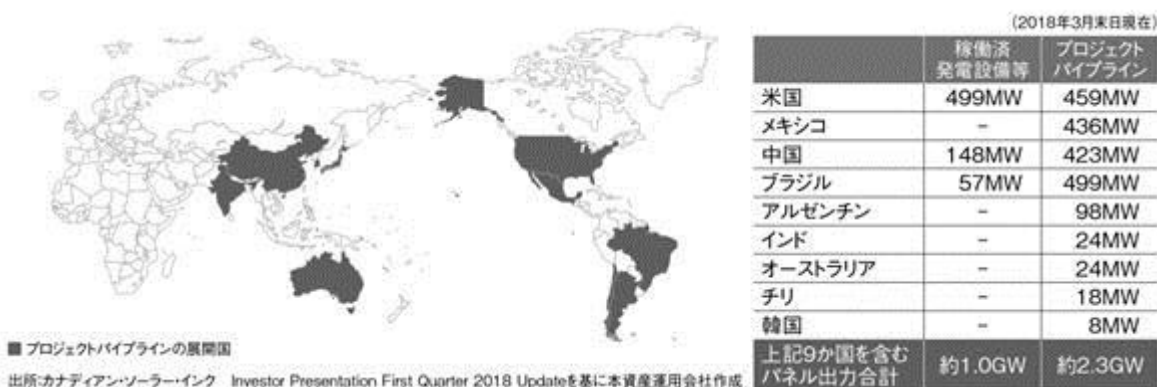 (2018年3月末日現在)
稼働済
発電設備等
プロジェクト
パイプライン
米国 499MW 459MW
メキシコ - 436MW
中国 148MW 423MW
ブラジル 57MW 499MW
アルゼンチン - 98MW
インド - 24MW
オーストラリア - 24MW
チリ - 18MW
韓国 - 8MW
上記9か国を含む
パネル出力合計 約1.0GW 約2.3GW
■ プロジェクトパイプラインの展開国
出所:カナディアン・ソーラー・インク Investor Presentation First Quarter 2018 Updateを基に本資産運用会社作成